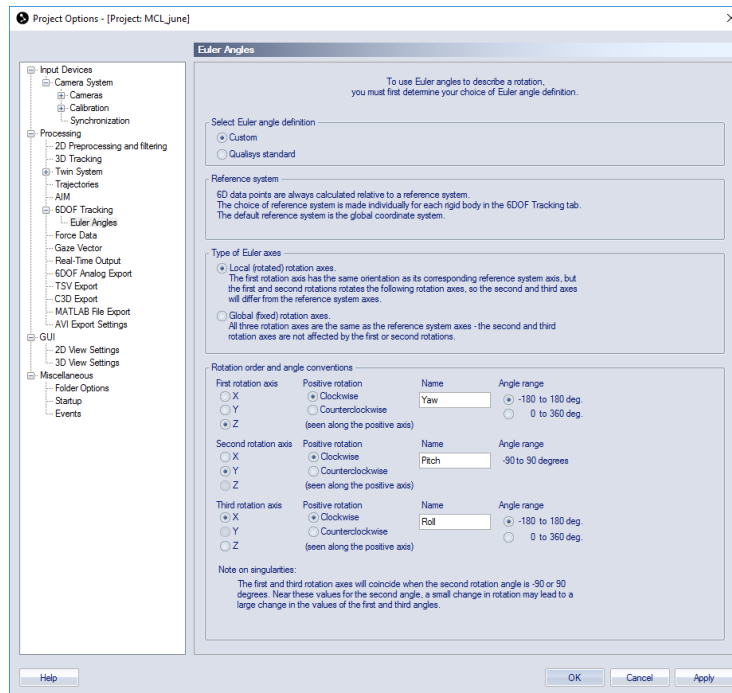 Project Options - [Project: MCL_june]
Euler Angles
Input Devices
Camera System
Cameras
Calibration
Synchronization
Processing
2D Preprocessing and filtering
3D Tracking
Twin System
Trajectories
AIM
6DOF Tracking
Euler Angles
Force Data
Gaze Vector
Real-Time Output
6DOF Analog Export
TSV Export
C3D Export
MATLAB File Export
AVI Export Settings
GUI
2D View Settings
3D View Settings
Miscellaneous
Folder Options
Startup
Events
To use Euler angles to describe a rotation,
you must first determine your choice of Euler angle definition.
Select Euler angle definition
Custom
Qualisys standard
Reference system
6D data points are always calculated relative to a reference system.
The choice of reference system is made individually for each rigid body in the 6DOF Tracking tab.
The default reference system is the global coordinate system.
Type of Euler axes
Local (rotated) rotation axes.
The first rotation axis has the same orientation as its corresponding reference system axis, but
the first and second rotations rotates the following rotation axes, so the second and third axes
will differ from the reference system axes.
Global (fixed) rotation axes.
All three rotation axes are the same as the reference system axes - the second and third
rotation axes are not affected by the first or second rotations.
Rotation order and angle conventions
First rotation axis Positive rotation Name Angle range
X Clockwise Yaw -180 to 180 deg.
Y Counterclockwise 0 to 360 deg.
Z (seen along the positive axis)
Second rotation axis Positive rotation Name Angle range
X Clockwise Pitch -90 to 90 degrees
Y Counterclockwise
Z (seen along the positive axis)
Third rotation axis Positive rotation Name Angle range
X Clockwise Roll -180 to 180 deg.
Y Counterclockwise 0 to 360 deg.
Z (seen along the positive axis)
Note on singularities:
The first and third rotation axes will coincide when the second rotation angle is -90 or 90
degrees. Near these values for the second angle, a small change in rotation may lead to a
large change in the values of the first and third angles.
Help OK Cancel Apply